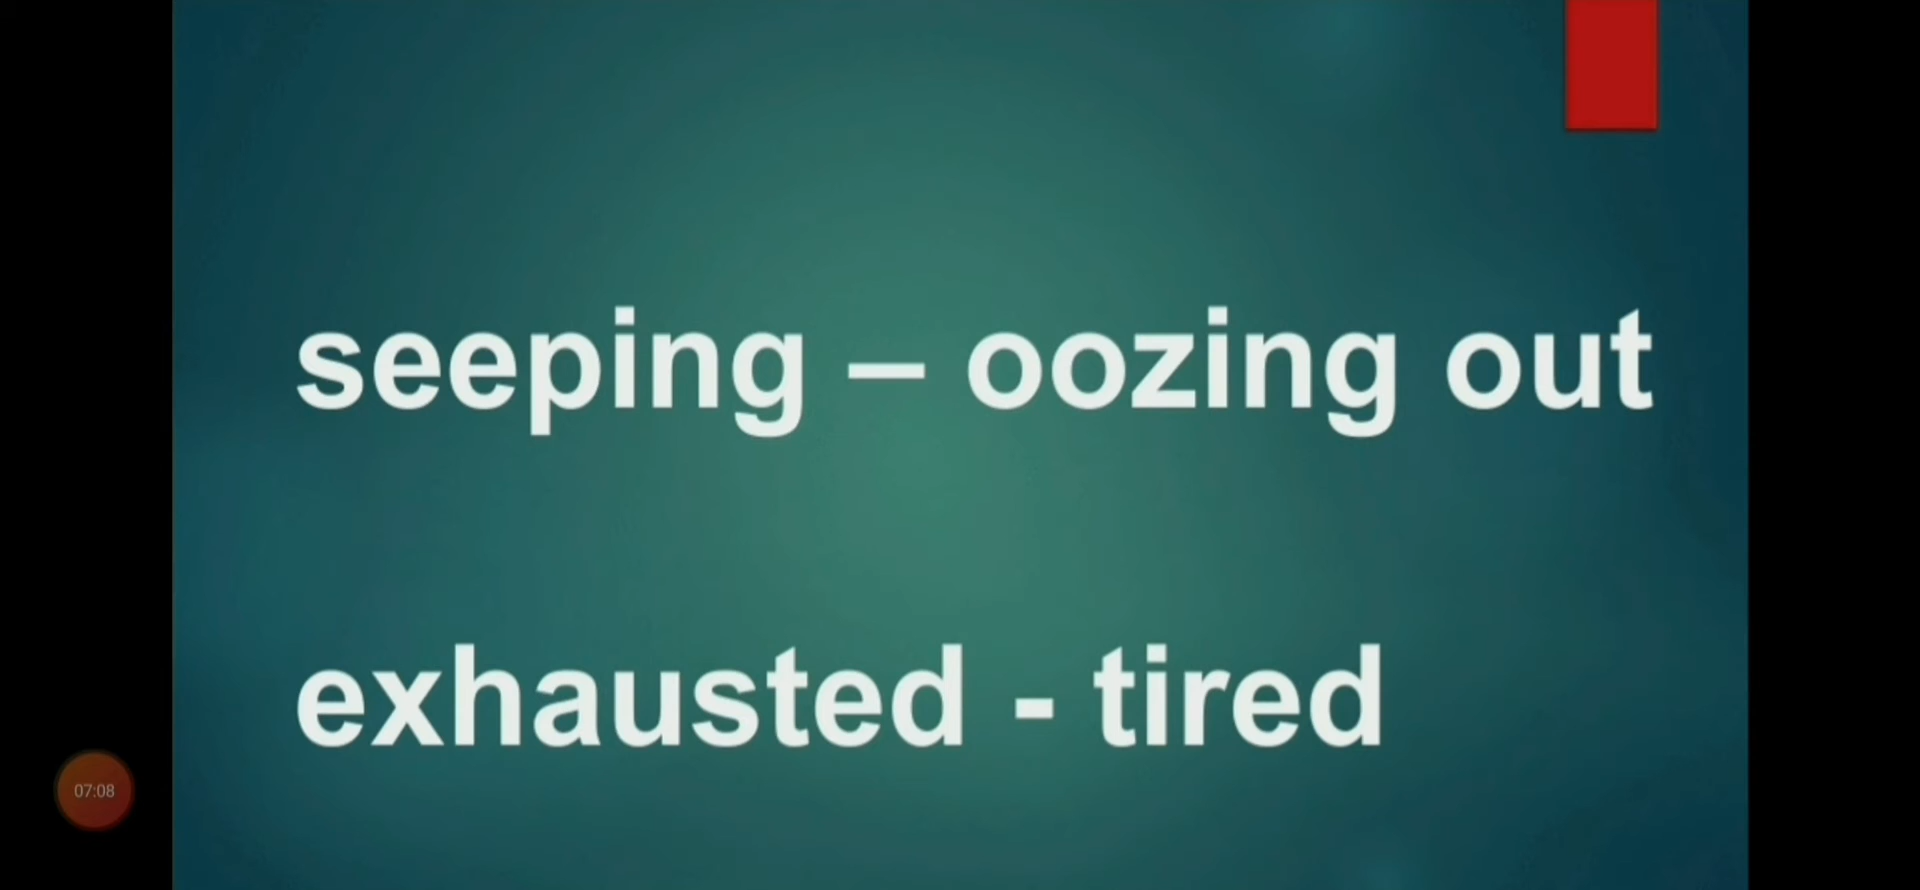 seeping – oozing out
exhausted - tired
07:08